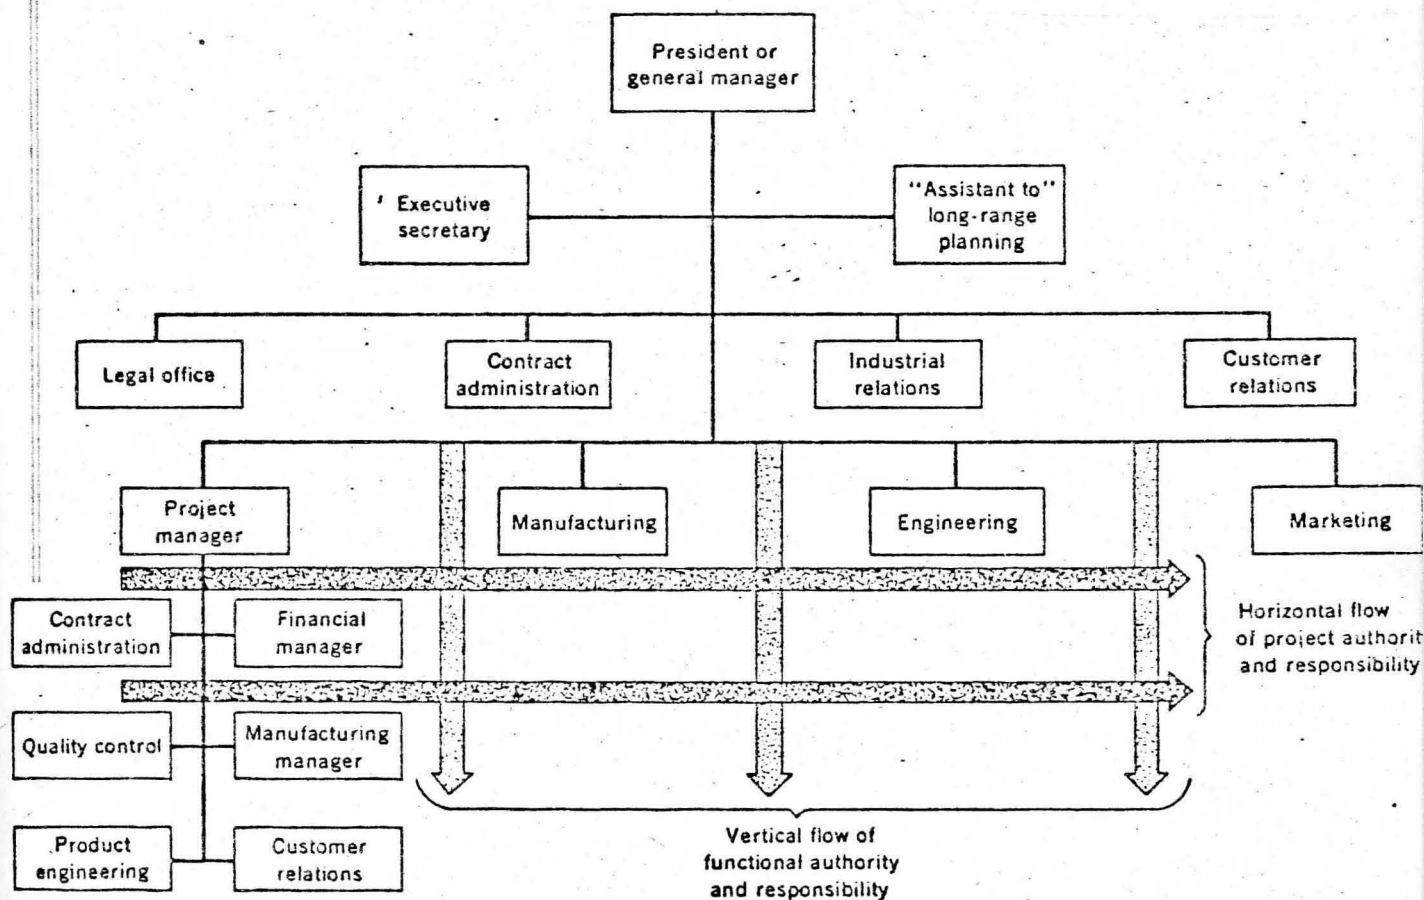 President or
general manager
Executive
secretary
"Assistant to"
long-range
planning
Legal office
Contract
administration
Industrial
relations
Customer
relations
Project
manager
Manufacturing
Engineering
Marketing
Contract
administration
Financial
manager
Horizontal flow
of project authorit
and responsibility
Quality control
Manufacturing
manager
Product
engineering
Customer
relations
Vertical flow of
functional authority
and responsibility